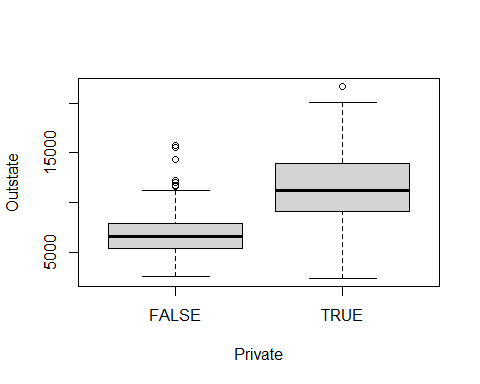 Outstate
15000
5000
FALSE
TRUE
Private